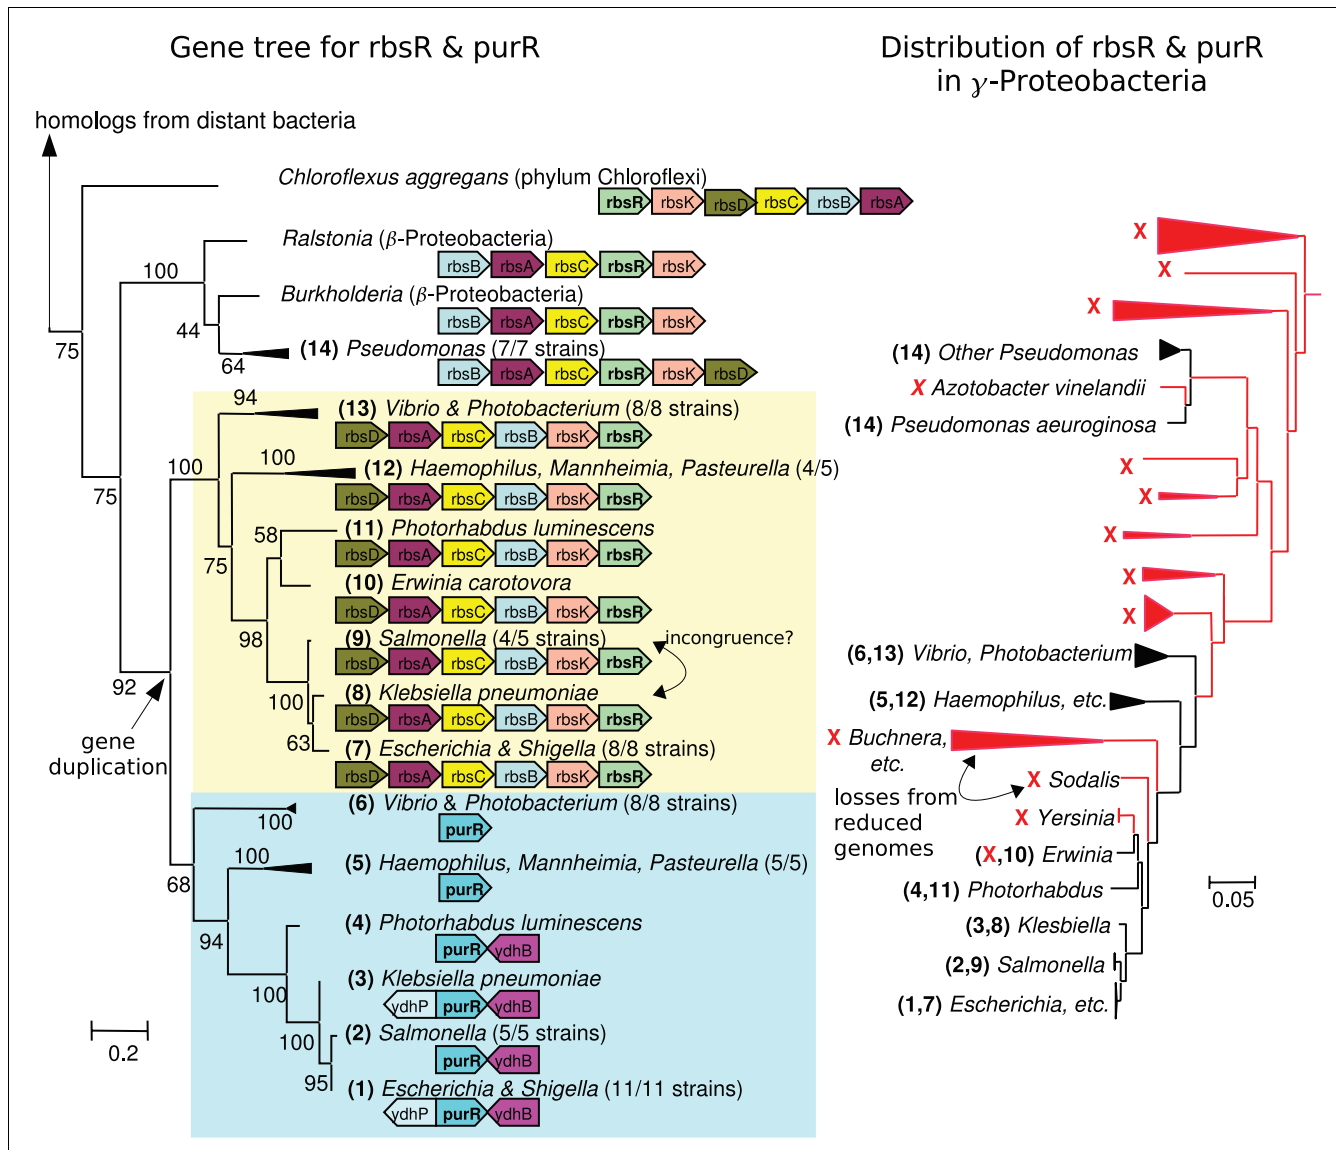 Gene tree for rbsR & purR
homologs from distant bacteria
Chloroflexus aggregans (phylum Chloroflexi)
rbsR rbsK rbsD rbsC rbsB rbsA
Ralstonia (β-Proteobacteria)
100
rbsB rbsA rbsC rbsR rbsK
Burkholderia (β-Proteobacteria)
rbsB rbsA rbsC rbsR rbsK
44
75
64
(14) Pseudomonas (7/7 strains)
rbsB rbsA rbsC rbsR rbsK rbsD
94
(13) Vibrio & Photobacterium (8/8 strains)
rbsD rbsA rbsC rbsB rbsK rbsR
100
100
(12) Haemophilus, Mannheimia, Pasteurella (4/5)
75
rbsD rbsA rbsC rbsB rbsK rbsR
58
(11) Photorhabdus luminescens
75
rbsD rbsA rbsC rbsB rbsK rbsR
(10) Erwinia carotovora
rbsD rbsA rbsC rbsB rbsK rbsR
98
(9) Salmonella (4/5 strains)
incongruence?
rbsD rbsA rbsC rbsB rbsK rbsR
92
100
(8) Klebsiella pneumoniae
rbsD rbsA rbsC rbsB rbsK rbsR
63
(7) Escherichia & Shigella (8/8 strains)
gene
duplication
rbsD rbsA rbsC rbsB rbsK rbsR
(6) Vibrio & Photobacterium (8/8 strains)
100
purR
100
(5) Haemophilus, Mannheimia, Pasteurella (5/5)
68
purR
(4) Photorhabdus luminescens
94
purR ydhB
(3) Klebsiella pneumoniae
100
ydhP purR ydhB
100
(2) Salmonella (5/5 strains)
purR ydhB
0.2
95
(1) Escherichia & Shigella (11/11 strains)
ydhP purR ydhB
Distribution of rbsR & purR
in γ-Proteobacteria
X
X
X
(14) Other Pseudomonas
X Azotobacter vinelandii
(14) Pseudomonas aeuroginosa
X
X
X
X
X
(6,13) Vibrio, Photobacterium
(5,12) Haemophilus, etc.
X Buchnera,
etc.
X Sodalis
losses from
reduced
genomes
X Yersinia
(X,10) Erwinia
(4,11) Photorhabdus
0.05
(3,8) Klesbiella
(2,9) Salmonella
(1,7) Escherichia, etc.